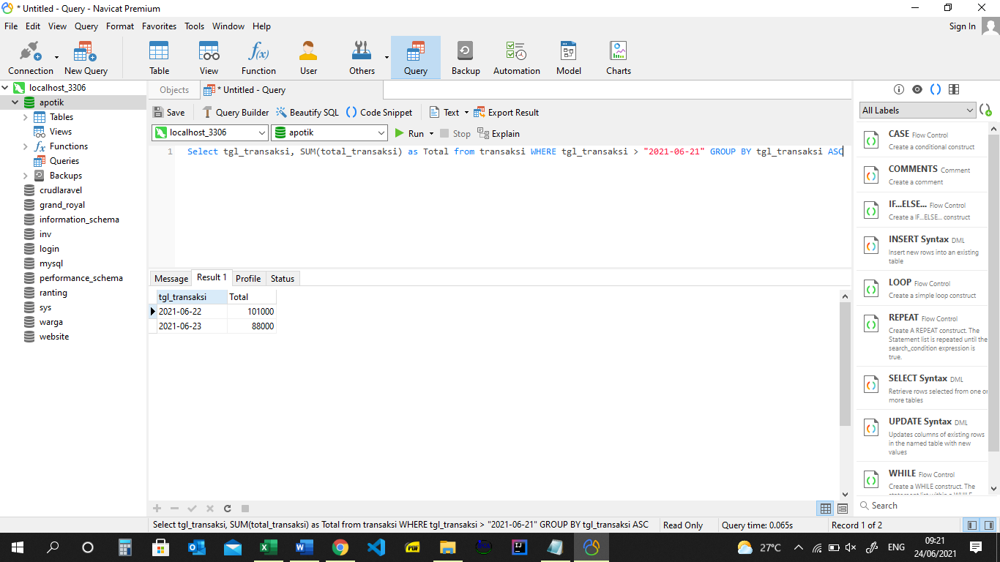 * Untitled - Query - Navicat Premium
File Edit View Query Format Favorites Tools Window Help
Sign In
Connection New Query Table View Function User Others Query Backup Automation Model Charts
localhost_3306
apotik
Tables
Views
Functions
Queries
Backups
crudlaravel
grand_royal
information_schema
inv
login
mysql
performance_schema
ranting
sys
warga
website
Objects * Untitled - Query
Save Query Builder Beautify SQL Code Snippet Text Export Result
localhost_3306 apotik Run Stop Explain
1 Select tgl_transaksi, SUM(total_transaksi) as Total from transaksi WHERE tgl_transaksi > "2021-06-21" GROUP BY tgl_transaksi ASC
Message Result 1 Profile Status
tgl_transaksi Total
2021-06-22 101000
2021-06-23 88000
All Labels
CASE Flow Control
Create a conditional construct
COMMENTS Comment
Create a comment
IF...ELSE... Flow Control
Create a IF...ELSE... construct
INSERT Syntax DML
Insert new rows into an existing
table
LOOP Flow Control
Create a simple loop construct
REPEAT Flow Control
Create A REPEAT construct. The
Statement list is repeated until the
search_condition expression is
true.
SELECT Syntax DML
Retrieve rows selected from one or
more tables
UPDATE Syntax DML
Updates columns of existing rows
in the named table with new
values
WHILE Flow Control
Create a WHILE construct. The
statement list within a WHILE
Search
Select tgl_transaksi, SUM(total_transaksi) as Total from transaksi WHERE tgl_transaksi > "2021-06-21" GROUP BY tgl_transaksi ASC Read Only Query time: 0.065s Record 1 of 2
27°C ENG 09:21
24/06/2021